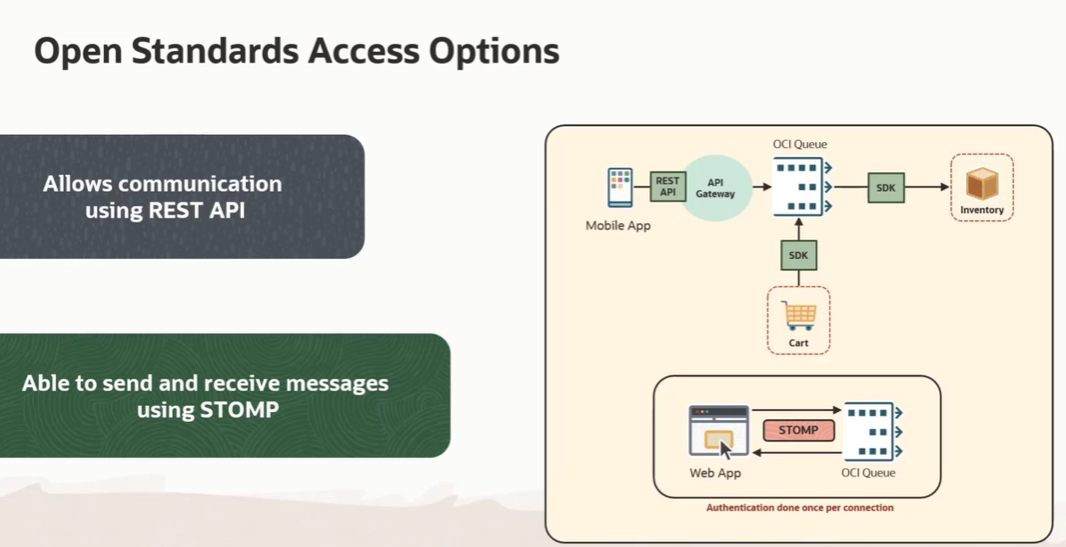 Open Standards Access Options
Allows communication
using REST API
Able to send and receive messages
using STOMP
OCI Queue
REST
API
API
Gateway
SDK
Mobile App
Inventory
SDK
Cart
STOMP
Web App
OCI Queue
Authentication done once per connection